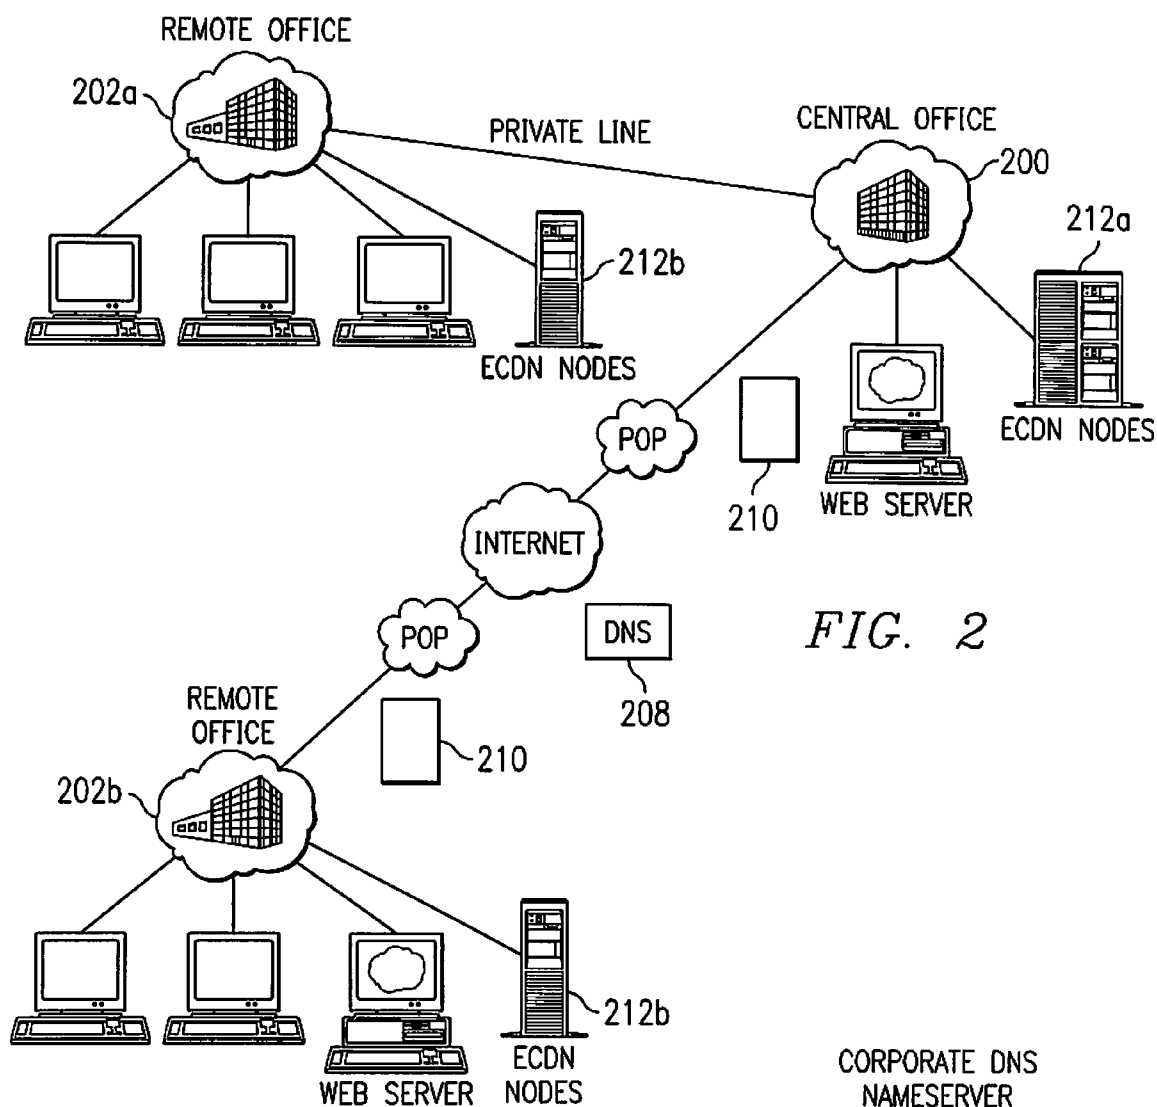 REMOTE OFFICE
202a
PRIVATE LINE
CENTRAL OFFICE
200
212a
212b
ECDN NODES
ECDN NODES
POP
210
WEB SERVER
INTERNET
POP
DNS
208
FIG. 2
REMOTE
OFFICE
210
202b
212b
WEB SERVER
ECDN
NODES
CORPORATE DNS
NAMESERVER